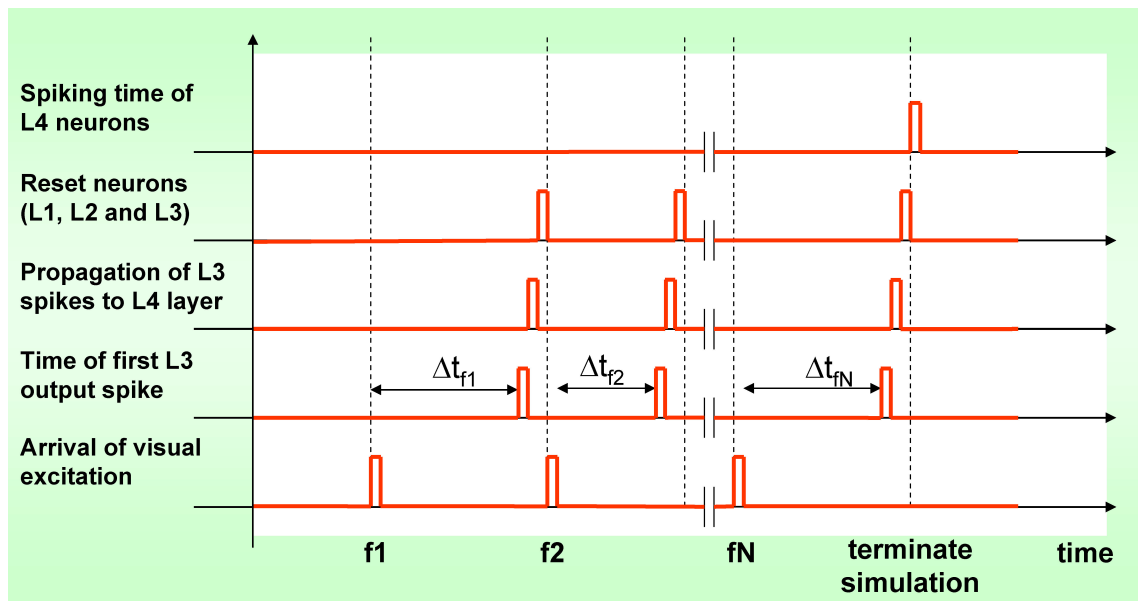 Spiking time of
L4 neurons
Reset neurons
(L1, L2 and L3)
Propagation of L3
spikes to L4 layer
Time of first L3
output spike
Δtf1
Δtf2
ΔtfN
Arrival of visual
excitation
f1
f2
fN
terminate
simulation
time